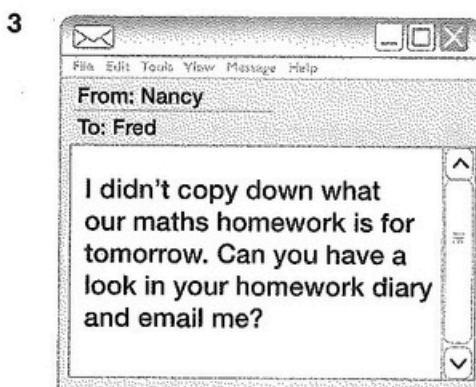 3
File Edit Tools View Message Help
From: Nancy
To: Fred
I didn't copy down what
our maths homework is for
tomorrow. Can you have a
look in your homework diary
and email me?